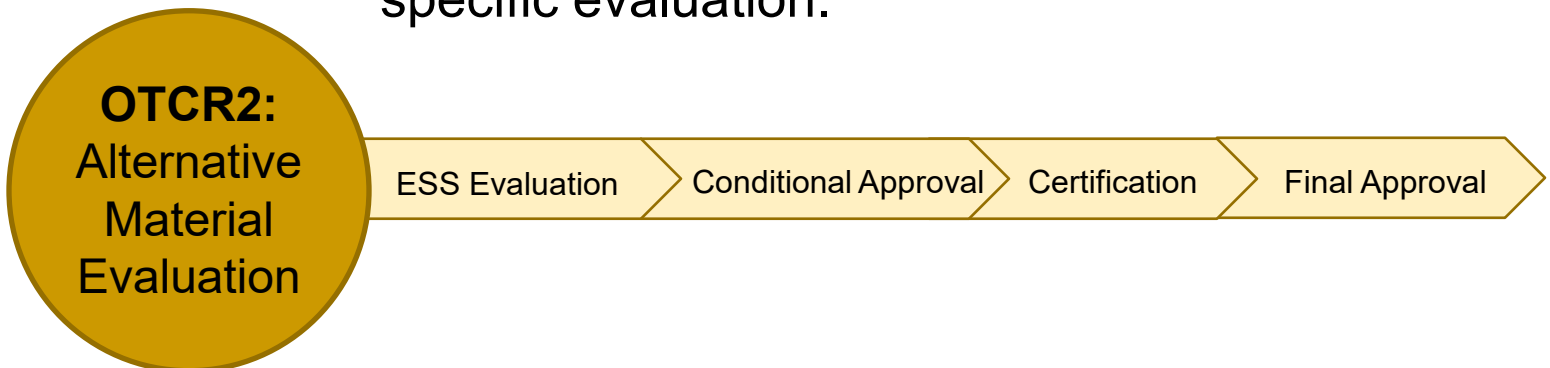 specific evaluation.
OTCR2:
Alternative
Material
Evaluation
ESS Evaluation
Conditional Approval
Certification
Final Approval